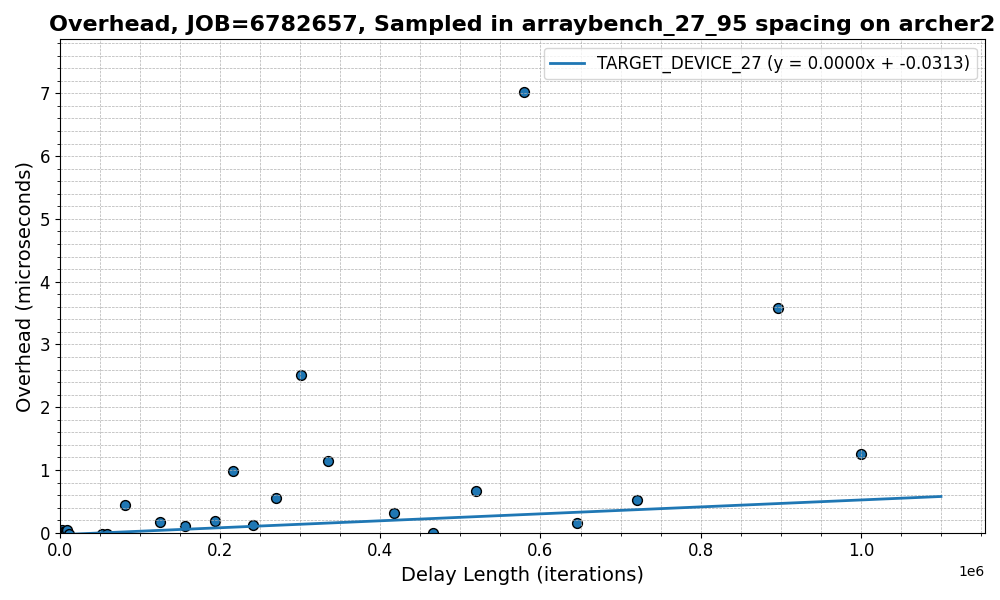 Overhead, JOB=6782657, Sampled in arraybench_27_95 spacing on archer2
TARGET_DEVICE_27 (y = 0.0000x + -0.0313)
Overhead (microseconds)
7
6
5
4
3
2
1
0
0.0 0.2 0.4 0.6 0.8 1.0
1e6
Delay Length (iterations)